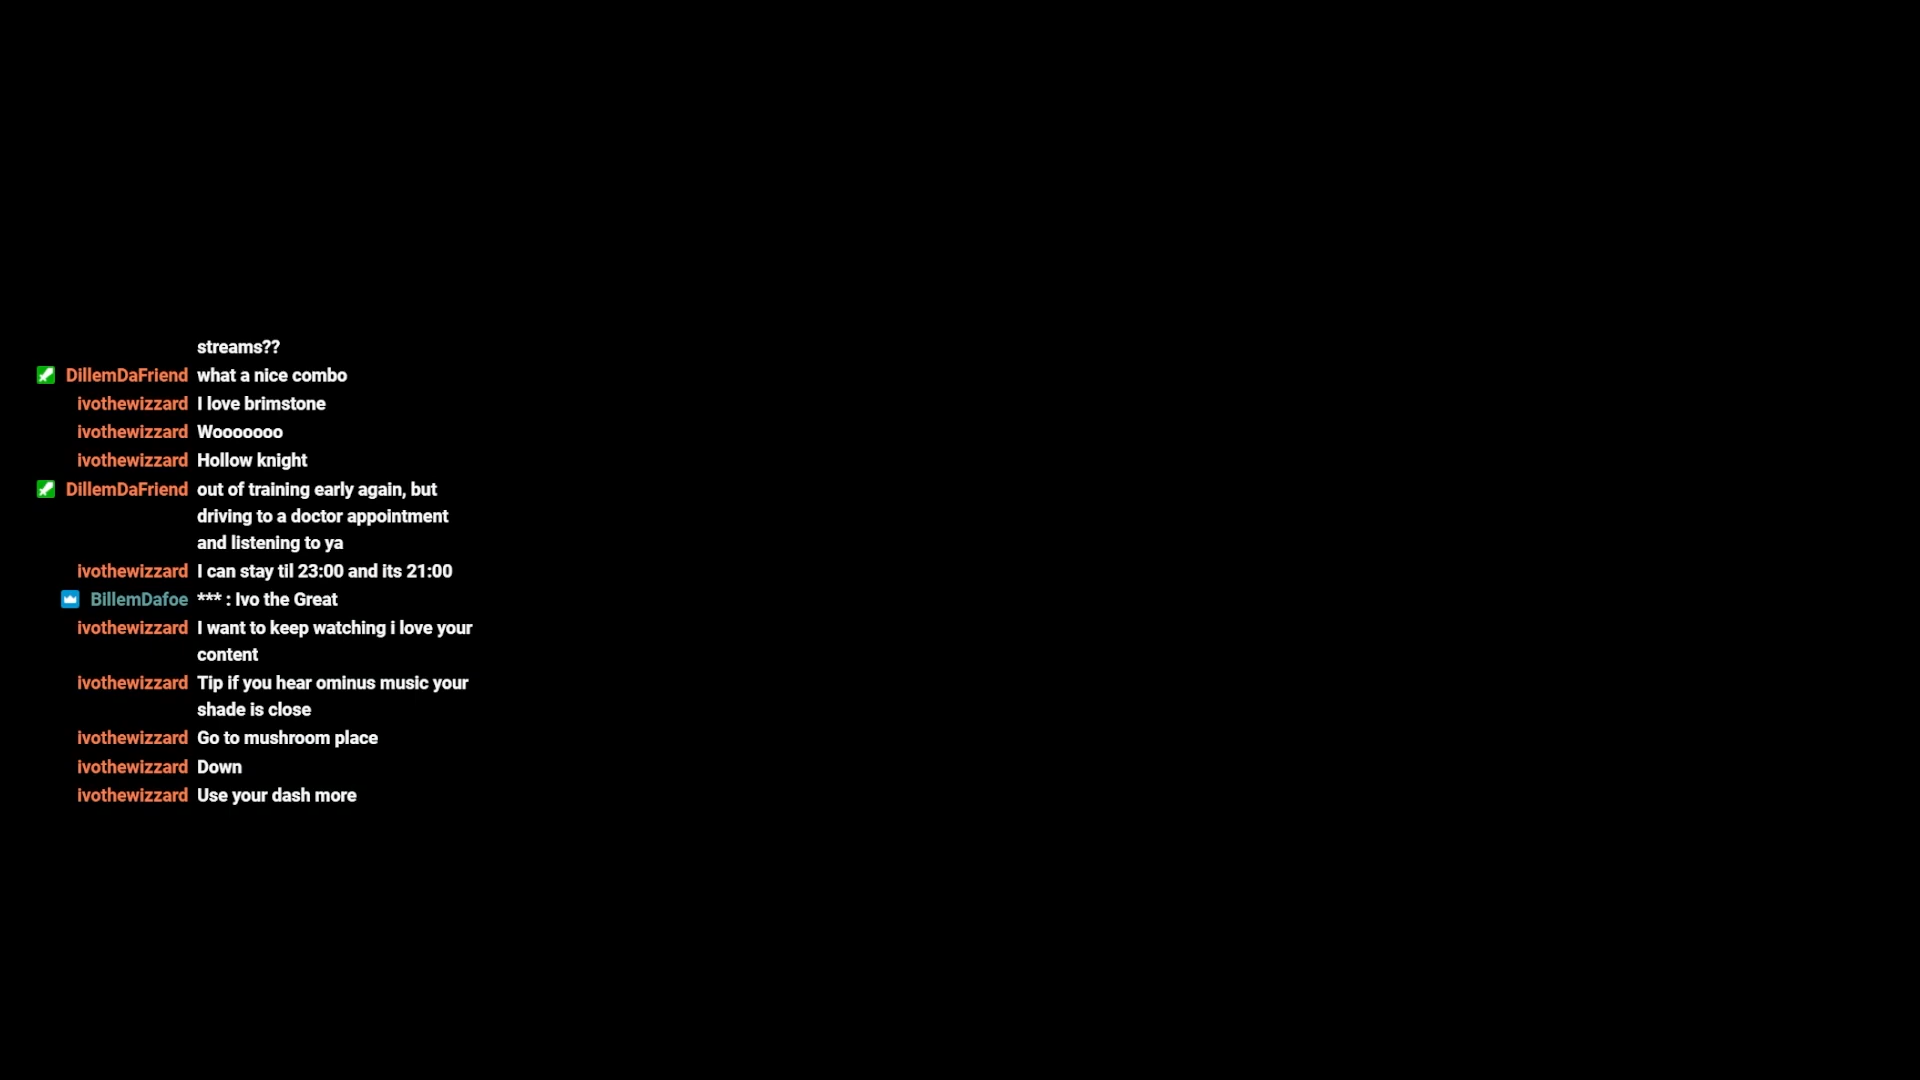 streams??
DillemDaFriend what a nice combo
ivothewizzard I love brimstone
ivothewizzard Wooooooo
ivothewizzard Hollow knight
DillemDaFriend out of training early again, but
driving to a doctor appointment
and listening to ya
ivothewizzard I can stay til 23:00 and its 21:00
BillemDafoe *** : Ivo the Great
ivothewizzard I want to keep watching i love your
content
ivothewizzard Tip if you hear ominus music your
shade is close
ivothewizzard Go to mushroom place
ivothewizzard Down
ivothewizzard Use your dash more